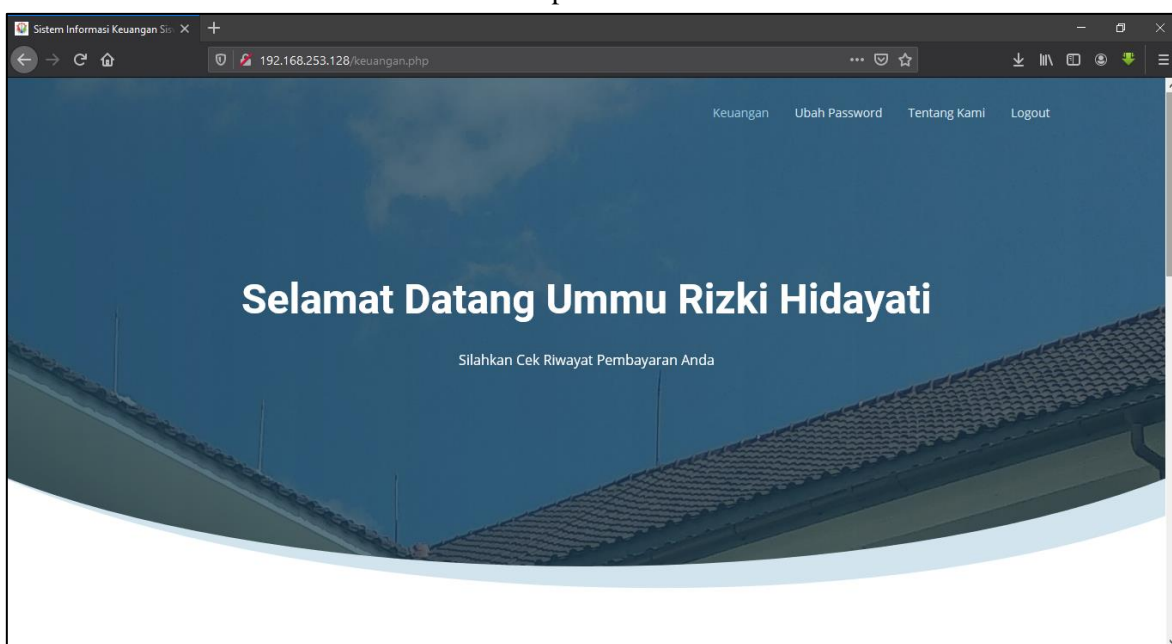 Sistem Informasi Keuangan Sis
192.168.253.128/keuangan.php
Keuangan Ubah Password Tentang Kami Logout
Selamat Datang Ummu Rizki Hidayati
Silahkan Cek Riwayat Pembayaran Anda